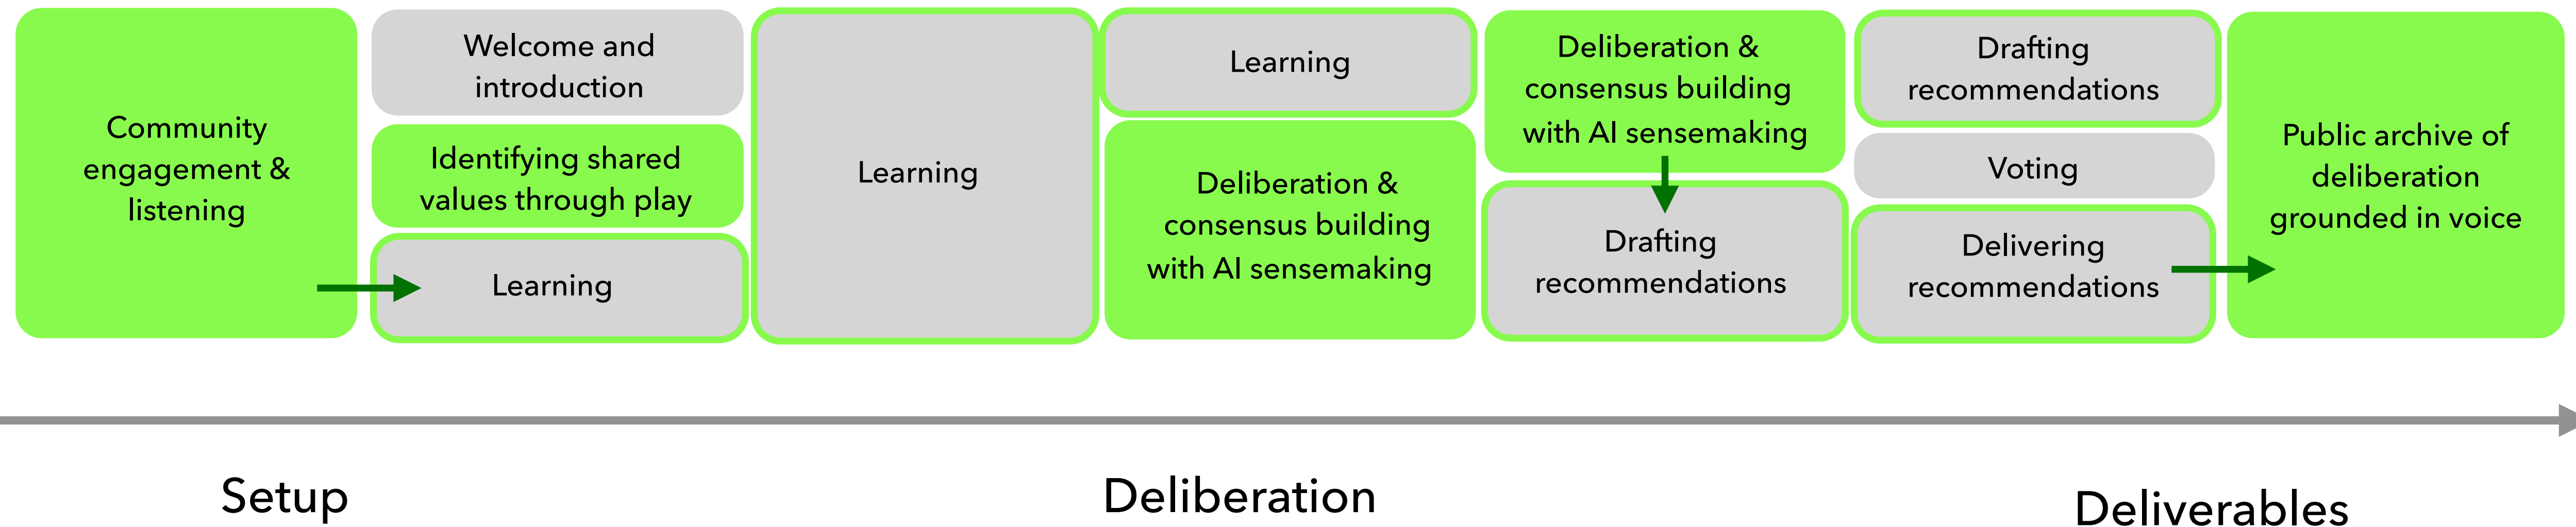 Community
engagement &
listening
Welcome and
introduction
Identifying shared
values through play
Learning
Learning
Learning
Deliberation &
consensus building
with AI sensemaking
Deliberation &
consensus building
with AI sensemaking
Drafting
recommendations
Drafting
recommendations
Voting
Delivering
recommendations
Public archive of
deliberation
grounded in voice
Setup
Deliberation
Deliverables